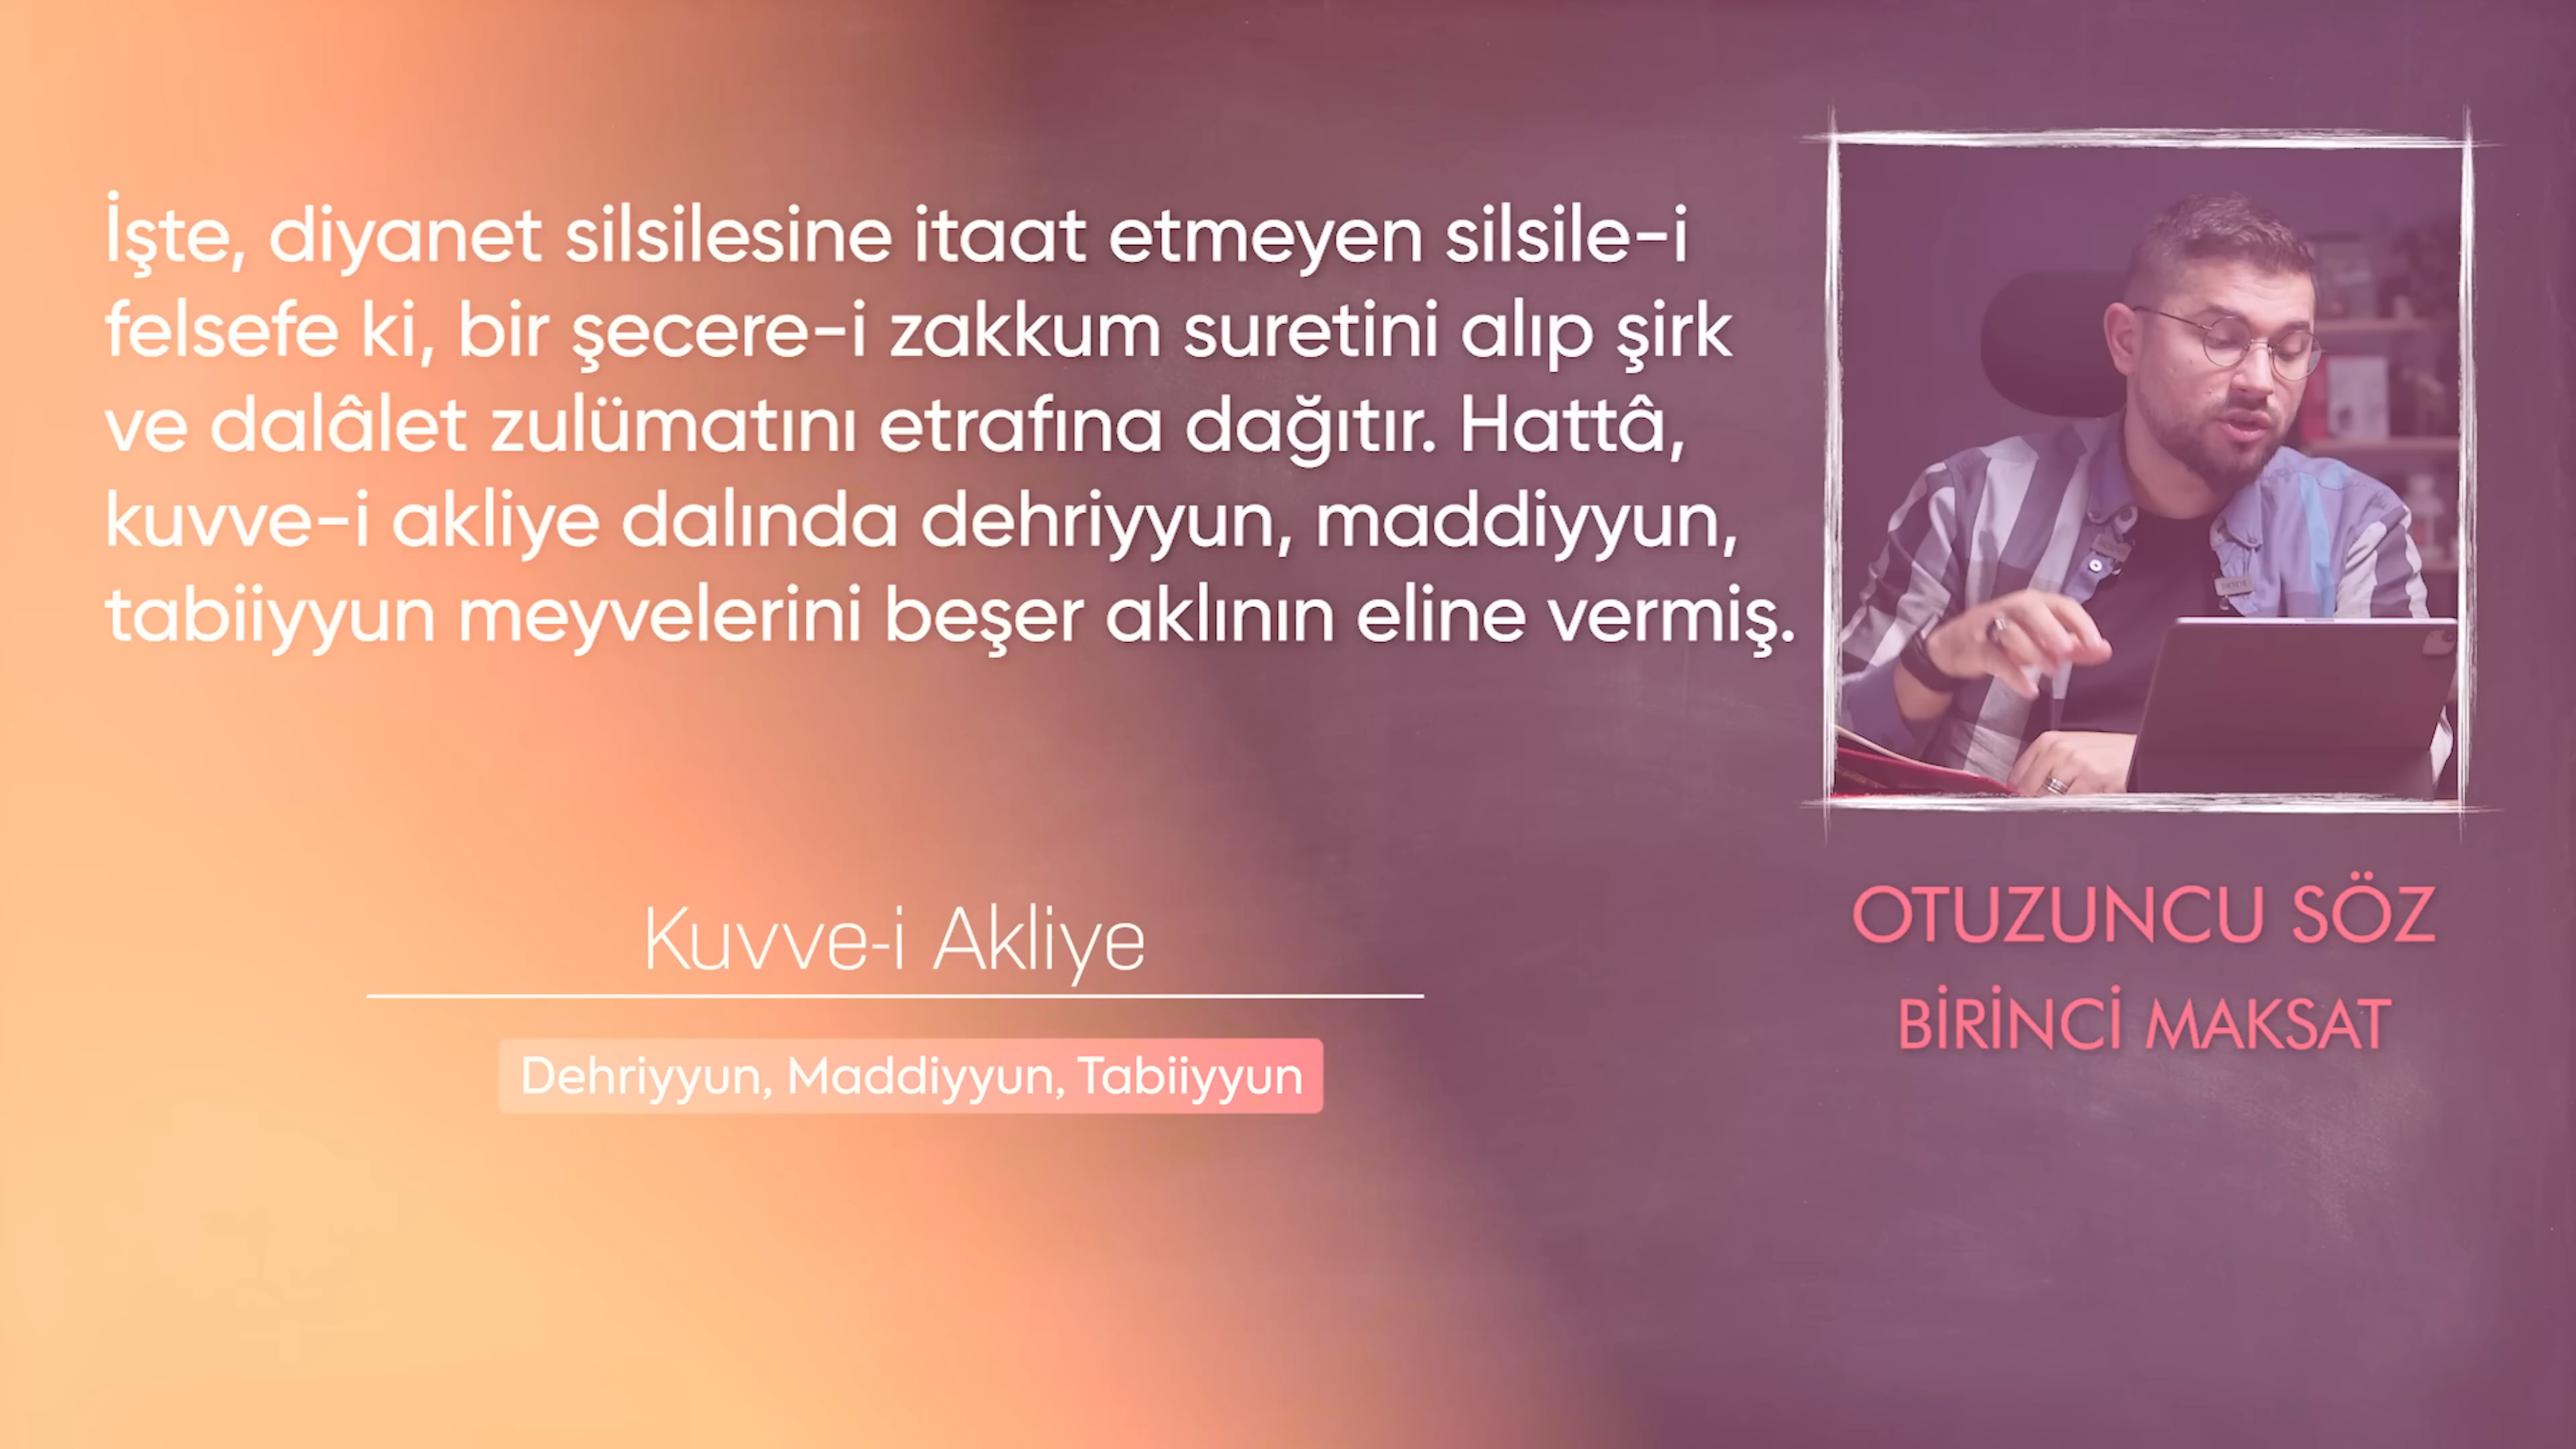 İşte, diyanet silsilesine itaat etmeyen silsile-i
felsefe ki, bir şecere-i zakkum suretini alıp şirk
ve dalâlet zulümatını etrafına dağıtır. Hattâ,
kuvve-i akliye dalında dehriyyun, maddiyyun,
tabiiyyun meyvelerini beşer aklının eline vermiş.
Kuvve-i Akliye
Dehriyyun, Maddiyyun, Tabiiyyun
OTUZUNCU SÖZ
BİRİNCİ MAKSAT